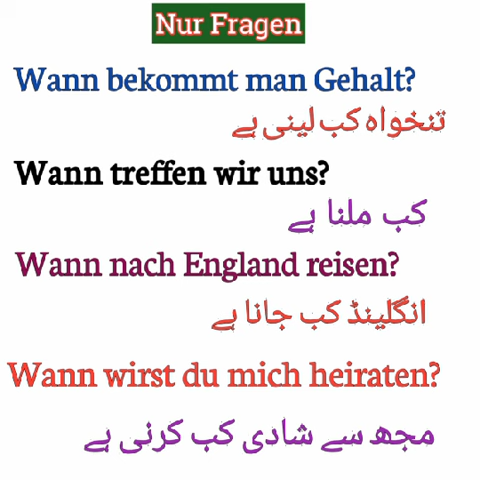 Nur Fragen
Wann bekommt man Gehalt?
تنخواہ کب لینی ہے
Wann treffen wir uns?
کب ملنا ہے
Wann nach England reisen?
انگلینڈ کب جانا ہے
Wann wirst du mich heiraten?
مجھ سے شادی کب کرنی ہے